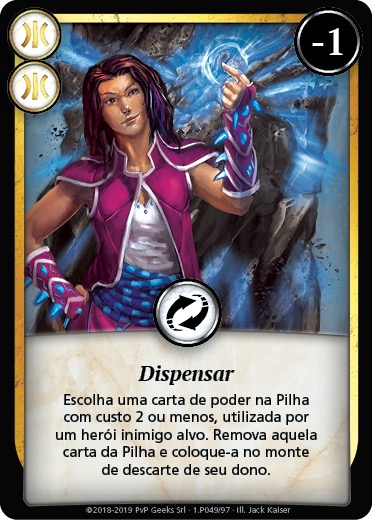 -1
Dispensar
Escolha uma carta de poder na Pilha
com custo 2 ou menos, utilizada por
um herói inimigo alvo. Remova aquela
carta da Pilha e coloque-a no monte
de descarte de seu dono.
©2018-2019 PvP Geeks Srl · 1.P049/97 · Ill. Jack Kaiser